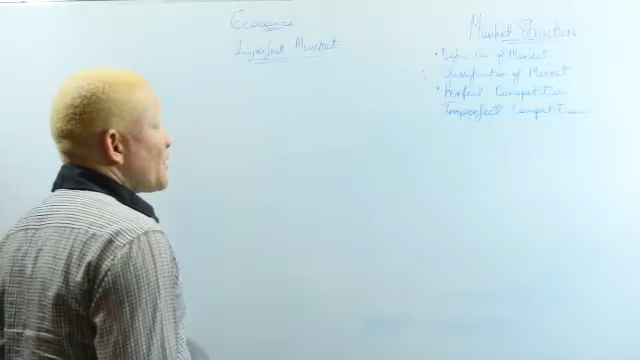 Economics
Imperfect Market
Market Structure
• Definition of Market
Classification of Market
• Perfect Competition
Imperfect Competition